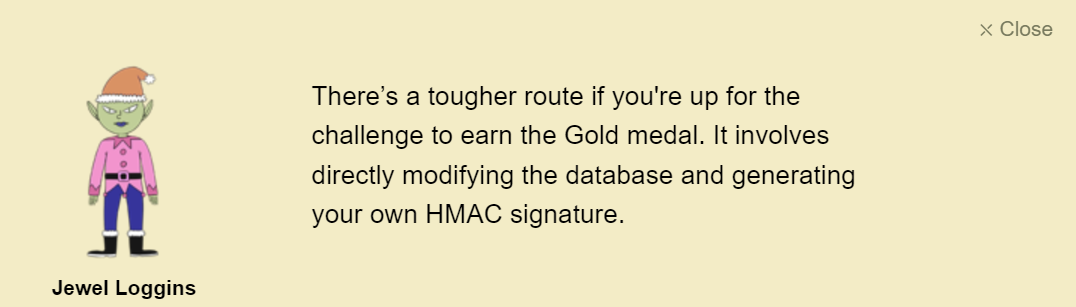 × Close
There’s a tougher route if you're up for the
challenge to earn the Gold medal. It involves
directly modifying the database and generating
your own HMAC signature.
Jewel Loggins